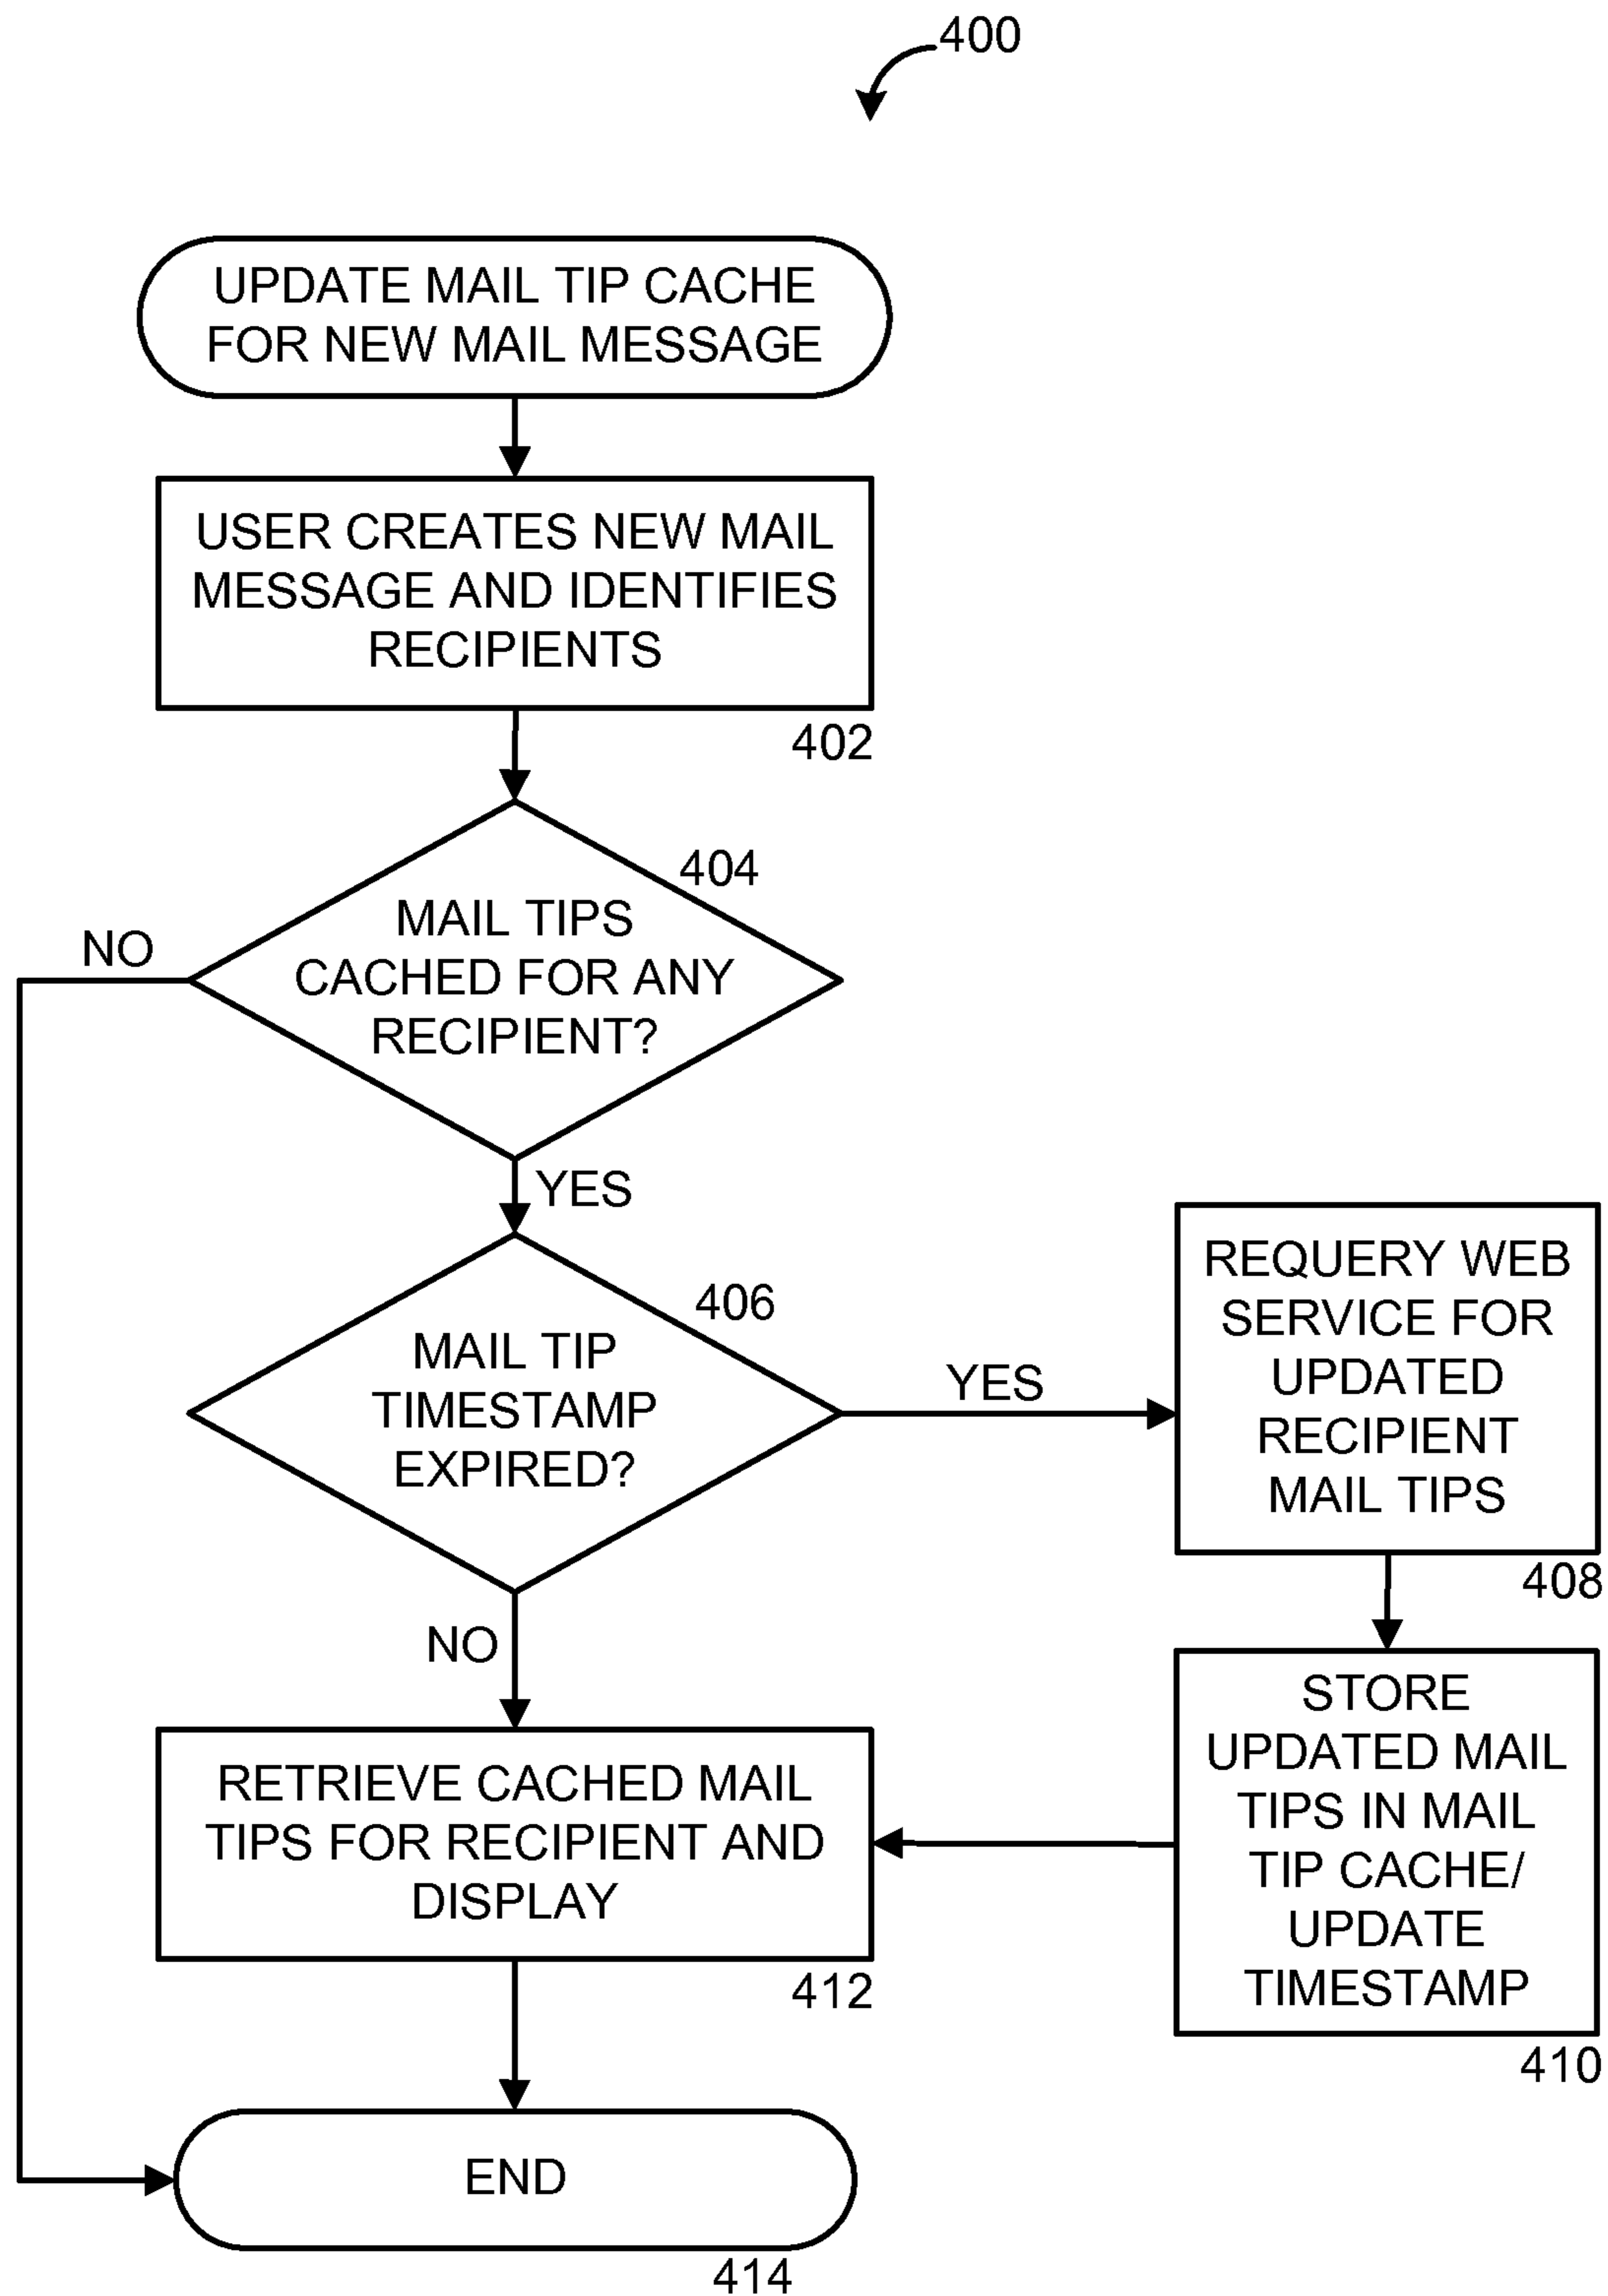 400
UPDATE MAIL TIP CACHE
FOR NEW MAIL MESSAGE
USER CREATES NEW MAIL
MESSAGE AND IDENTIFIES
RECIPIENTS
402
404
MAIL TIPS
CACHED FOR ANY
RECIPIENT?
NO
YES
406
MAIL TIP
TIMESTAMP
EXPIRED?
YES
NO
REQUERY WEB
SERVICE FOR
UPDATED
RECIPIENT
MAIL TIPS
408
STORE
UPDATED MAIL
TIPS IN MAIL
TIP CACHE/
UPDATE
TIMESTAMP
410
RETRIEVE CACHED MAIL
TIPS FOR RECIPIENT AND
DISPLAY
412
END
414